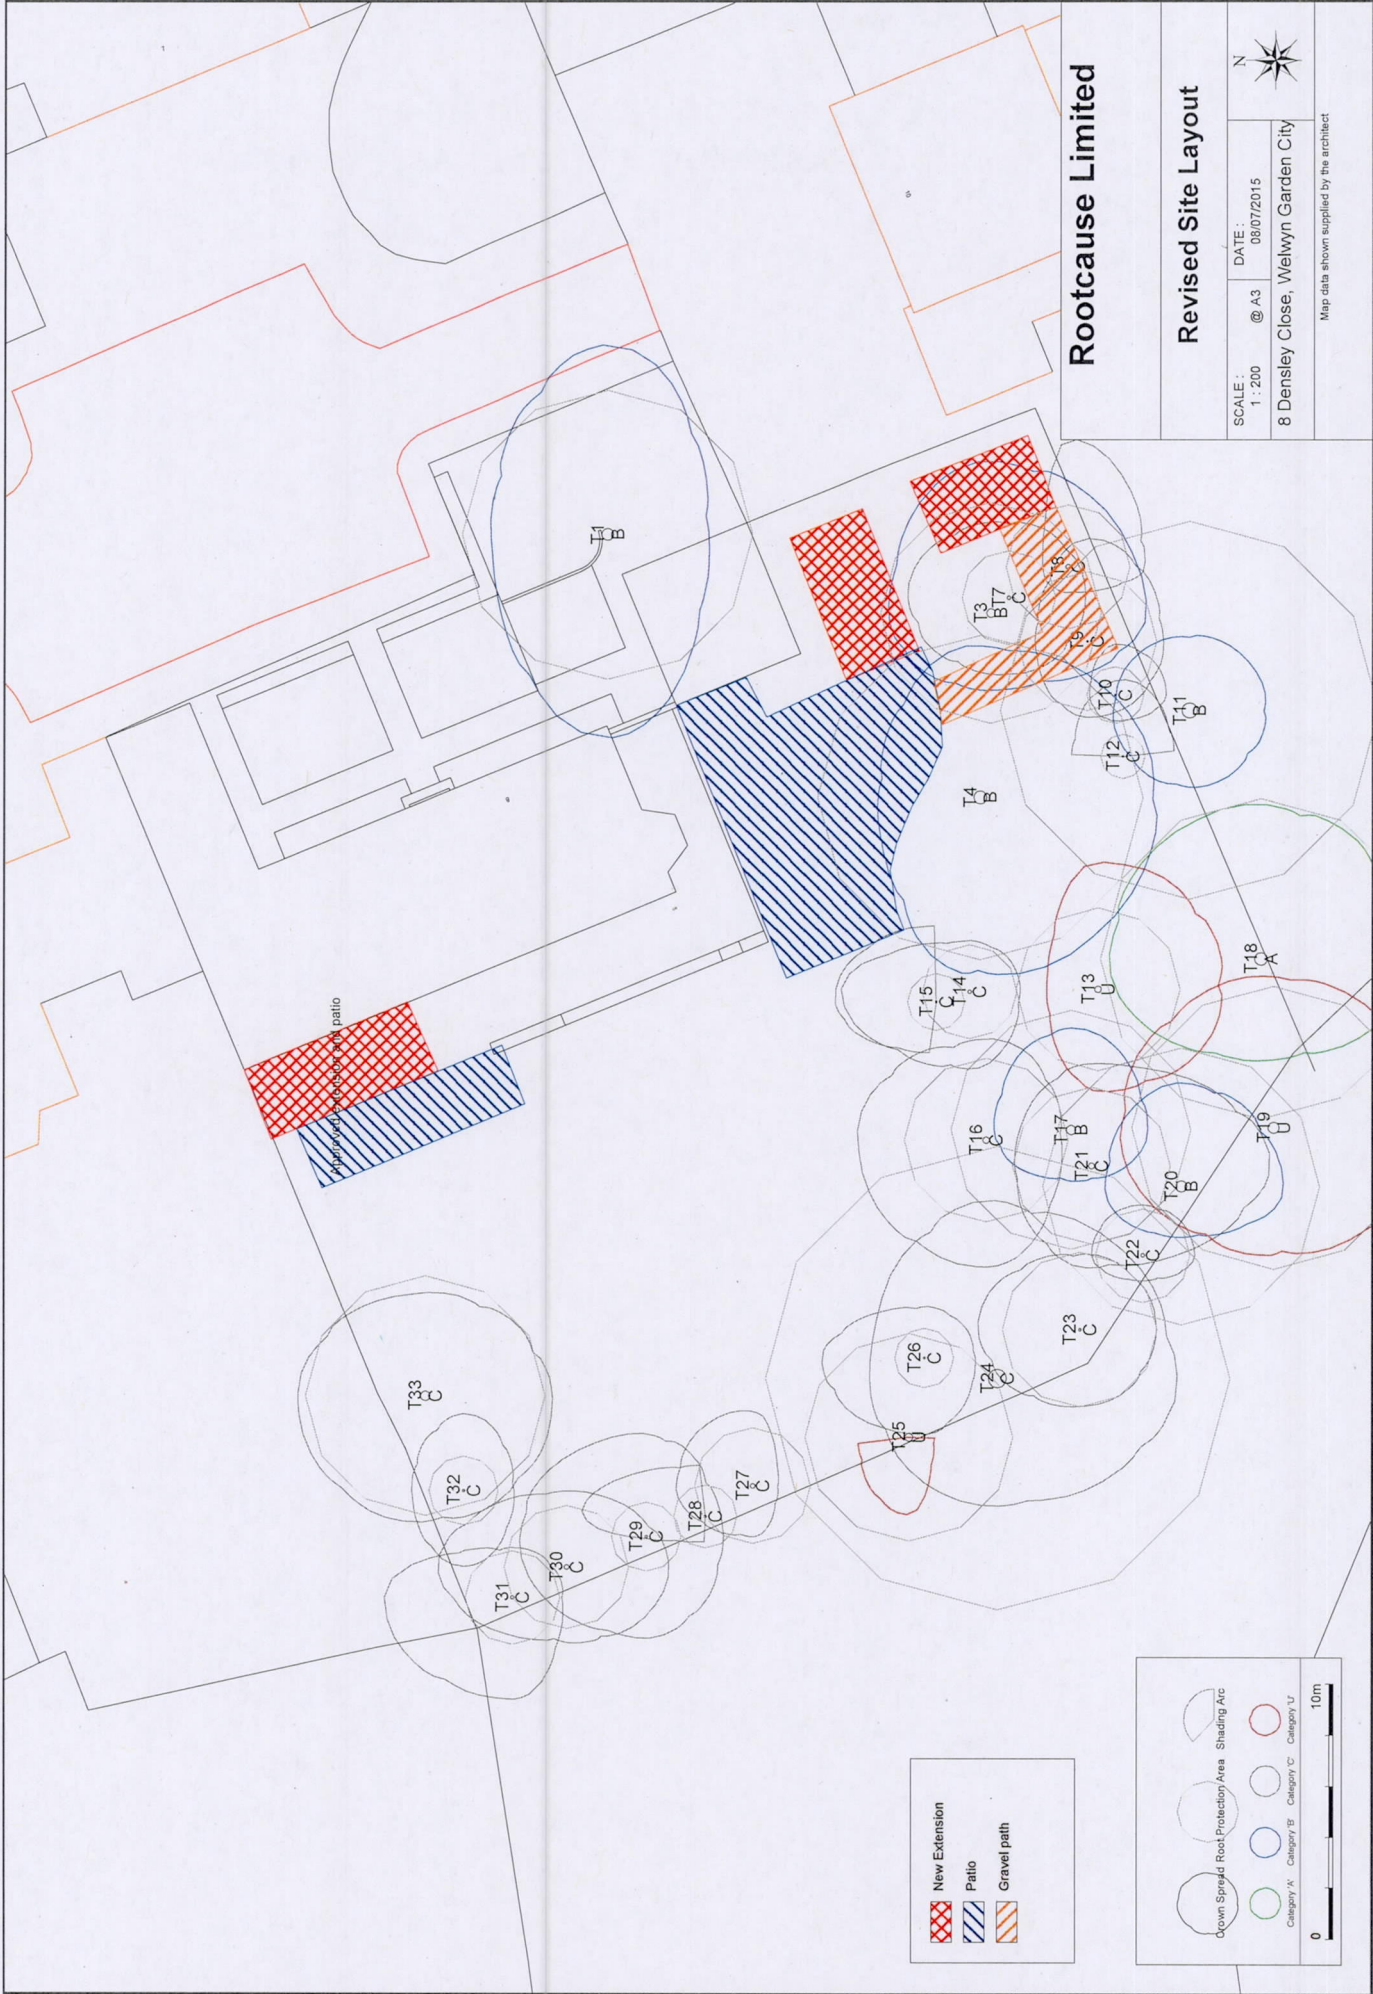 Rootcause Limited
Revised Site Layout
SCALE :
1 : 200 @ A3
DATE :
08/07/2015
N
8 Densley Close, Welwyn Garden City
Map data shown supplied by the architect
Approved extension and patio
T1
B
T3
B
T7
C
T8
C
T9
C
T10
C
T11
B
T12
C
T4
B
T15
C
T14
C
T13
U
T18
A
T16
C
T17
B
T21
C
T19
U
T20
B
T22
C
T23
C
T24
C
T26
C
T25
U
T27
C
T28
C
T29
C
T30
C
T31
C
T32
C
T33
C
New Extension
Patio
Gravel path
Crown Spread Root Protection Area Shading Arc
Category 'A' Category 'B' Category 'C' Category 'U'
0 10m